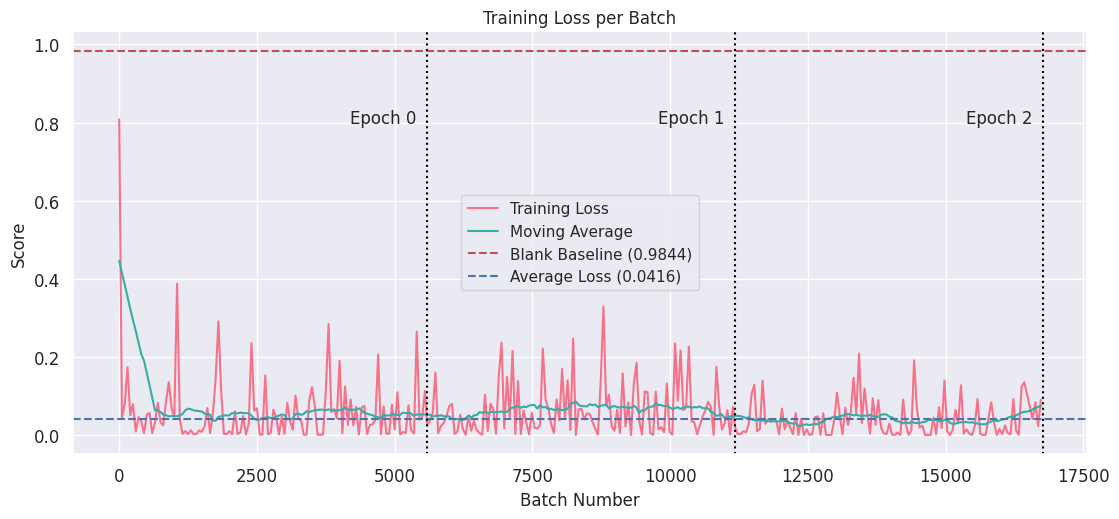 Training Loss per Batch
1.0
0.8
0.6
0.4
0.2
0.0
Score
Epoch 0
Epoch 1
Epoch 2
Training Loss
Moving Average
Blank Baseline (0.9844)
Average Loss (0.0416)
0
2500
5000
7500
10000
12500
15000
17500
Batch Number